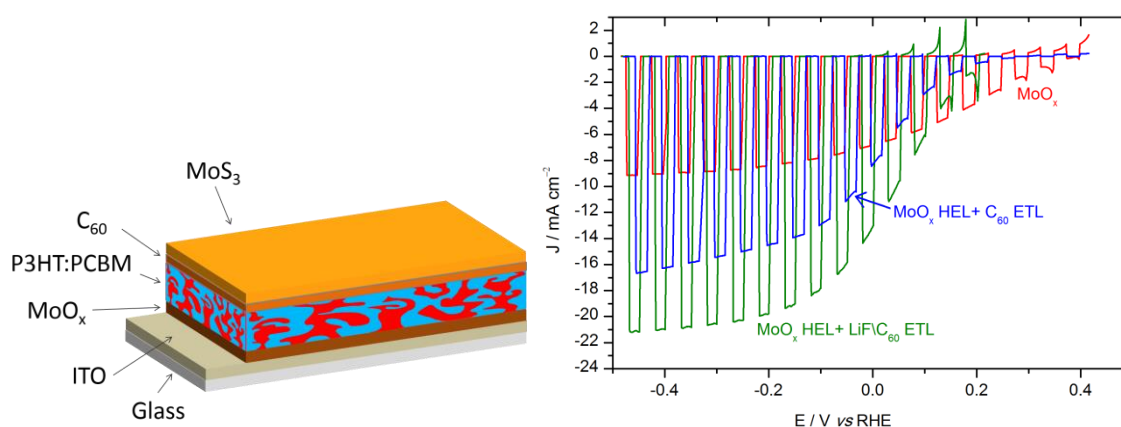 MoS₃
C₆₀
P3HT:PCBM
MoOₓ
ITO
Glass
2
0
-2
-4
-6
-8
-10
-12
-14
-16
-18
-20
-22
-24
J / mA cm⁻²
MoOₓ
MoOₓ HEL+ C₆₀ ETL
MoOₓ HEL+ LiF\C₆₀ ETL
-0.4 -0.2 0.0 0.2 0.4
E / V vs RHE